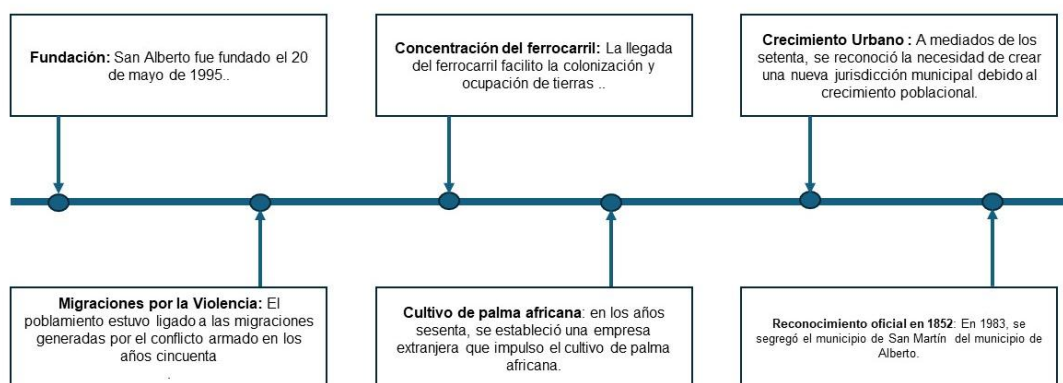 Fundación: San Alberto fue fundado el 20
de mayo de 1995..
Concentración del ferrocarril: La llegada
del ferrocarril facilito la colonización y
ocupación de tierras ..
Crecimiento Urbano : A mediados de los
setenta, se reconoció la necesidad de crear
una nueva jurisdicción municipal debido al
crecimiento poblacional.
Migraciones por la Violencia: El
poblamiento estuvo ligado a las migraciones
generadas por el conflicto armado en los
años cincuenta
.
Cultivo de palma africana: en los años
sesenta, se estableció una empresa
extranjera que impulso el cultivo de palma
africana.
Reconocimiento oficial en 1852: En 1983, se
segregó el municipio de San Martín del municipio de
Alberto.